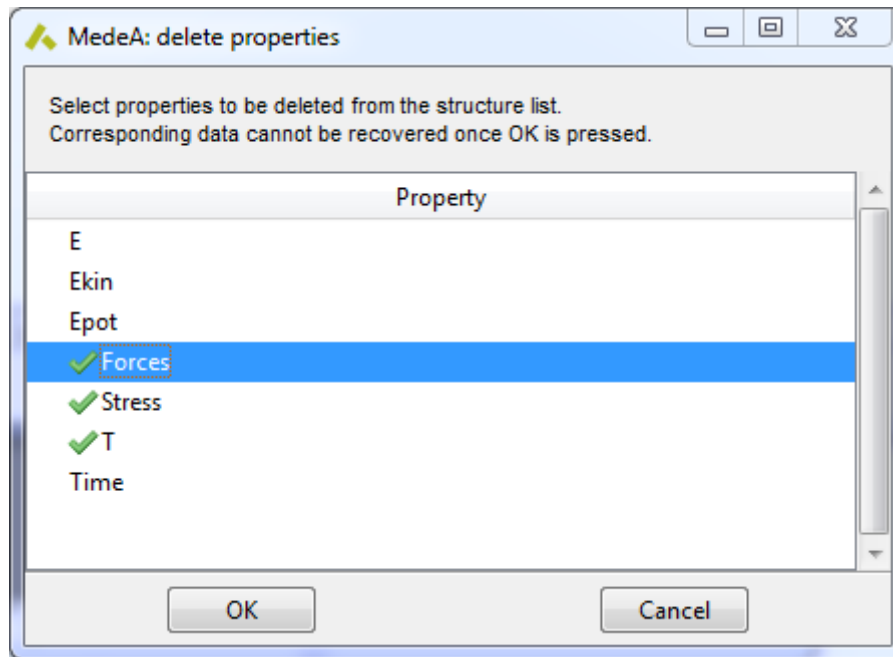 MedeA: delete properties
Select properties to be deleted from the structure list.
Corresponding data cannot be recovered once OK is pressed.
Property
E
Ekin
Epot
Forces
Stress
T
Time
OK
Cancel